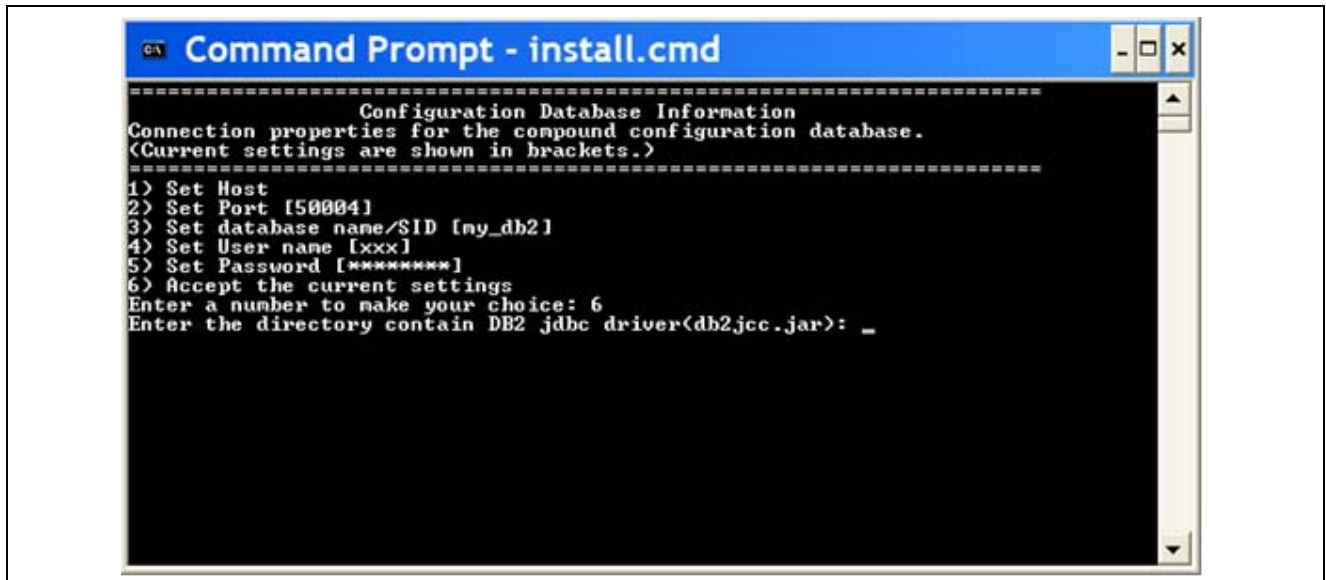 Command Prompt - install.cmd
======================================================================
Configuration Database Information
Connection properties for the compound configuration database.
(Current settings are shown in brackets.)
======================================================================
1) Set Host
2) Set Port [50004]
3) Set database name/SID [my_db2]
4) Set User name [xxx]
5) Set Password [********]
6) Accept the current settings
Enter a number to make your choice: 6
Enter the directory contain DB2 jdbc driver(db2jcc.jar): _